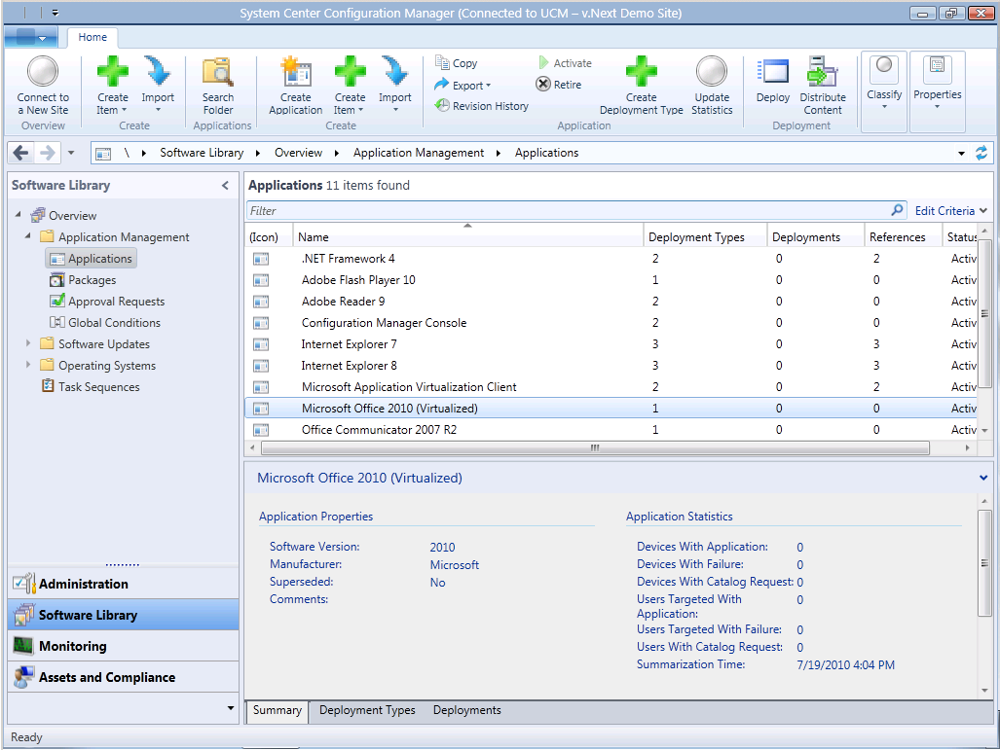 System Center Configuration Manager (Connected to UCM – v.Next Demo Site)
Home
Connect to a New Site
Overview
Create Item
Import
Create
Search Folder
Applications
Create Application
Create Item
Import
Create
Copy
Export
Revision History
Activate
Retire
Create Deployment Type
Update Statistics
Application
Deploy
Distribute Content
Deployment
Classify
Properties
\ Software Library Overview Application Management Applications
Software Library
Overview
Application Management
Applications
Packages
Approval Requests
Global Conditions
Software Updates
Operating Systems
Task Sequences
Administration
Software Library
Monitoring
Assets and Compliance
Applications 11 items found
Filter
Edit Criteria
(Icon) Name Deployment Types Deployments References Status
.NET Framework 4 2 0 2 Activ
Adobe Flash Player 10 1 0 0 Activ
Adobe Reader 9 2 0 0 Activ
Configuration Manager Console 2 0 0 Activ
Internet Explorer 7 3 0 3 Activ
Internet Explorer 8 3 0 3 Activ
Microsoft Application Virtualization Client 2 0 2 Activ
Microsoft Office 2010 (Virtualized) 1 0 0 Activ
Office Communicator 2007 R2 1 0 0 Activ
Microsoft Office 2010 (Virtualized)
Application Properties
Software Version: 2010
Manufacturer: Microsoft
Superseded: No
Comments:
Application Statistics
Devices With Application: 0
Devices With Failure: 0
Devices With Catalog Request: 0
Users Targeted With Application: 0
Users Targeted With Failure: 0
Users With Catalog Request: 0
Summarization Time: 7/19/2010 4:04 PM
Summary Deployment Types Deployments
Ready